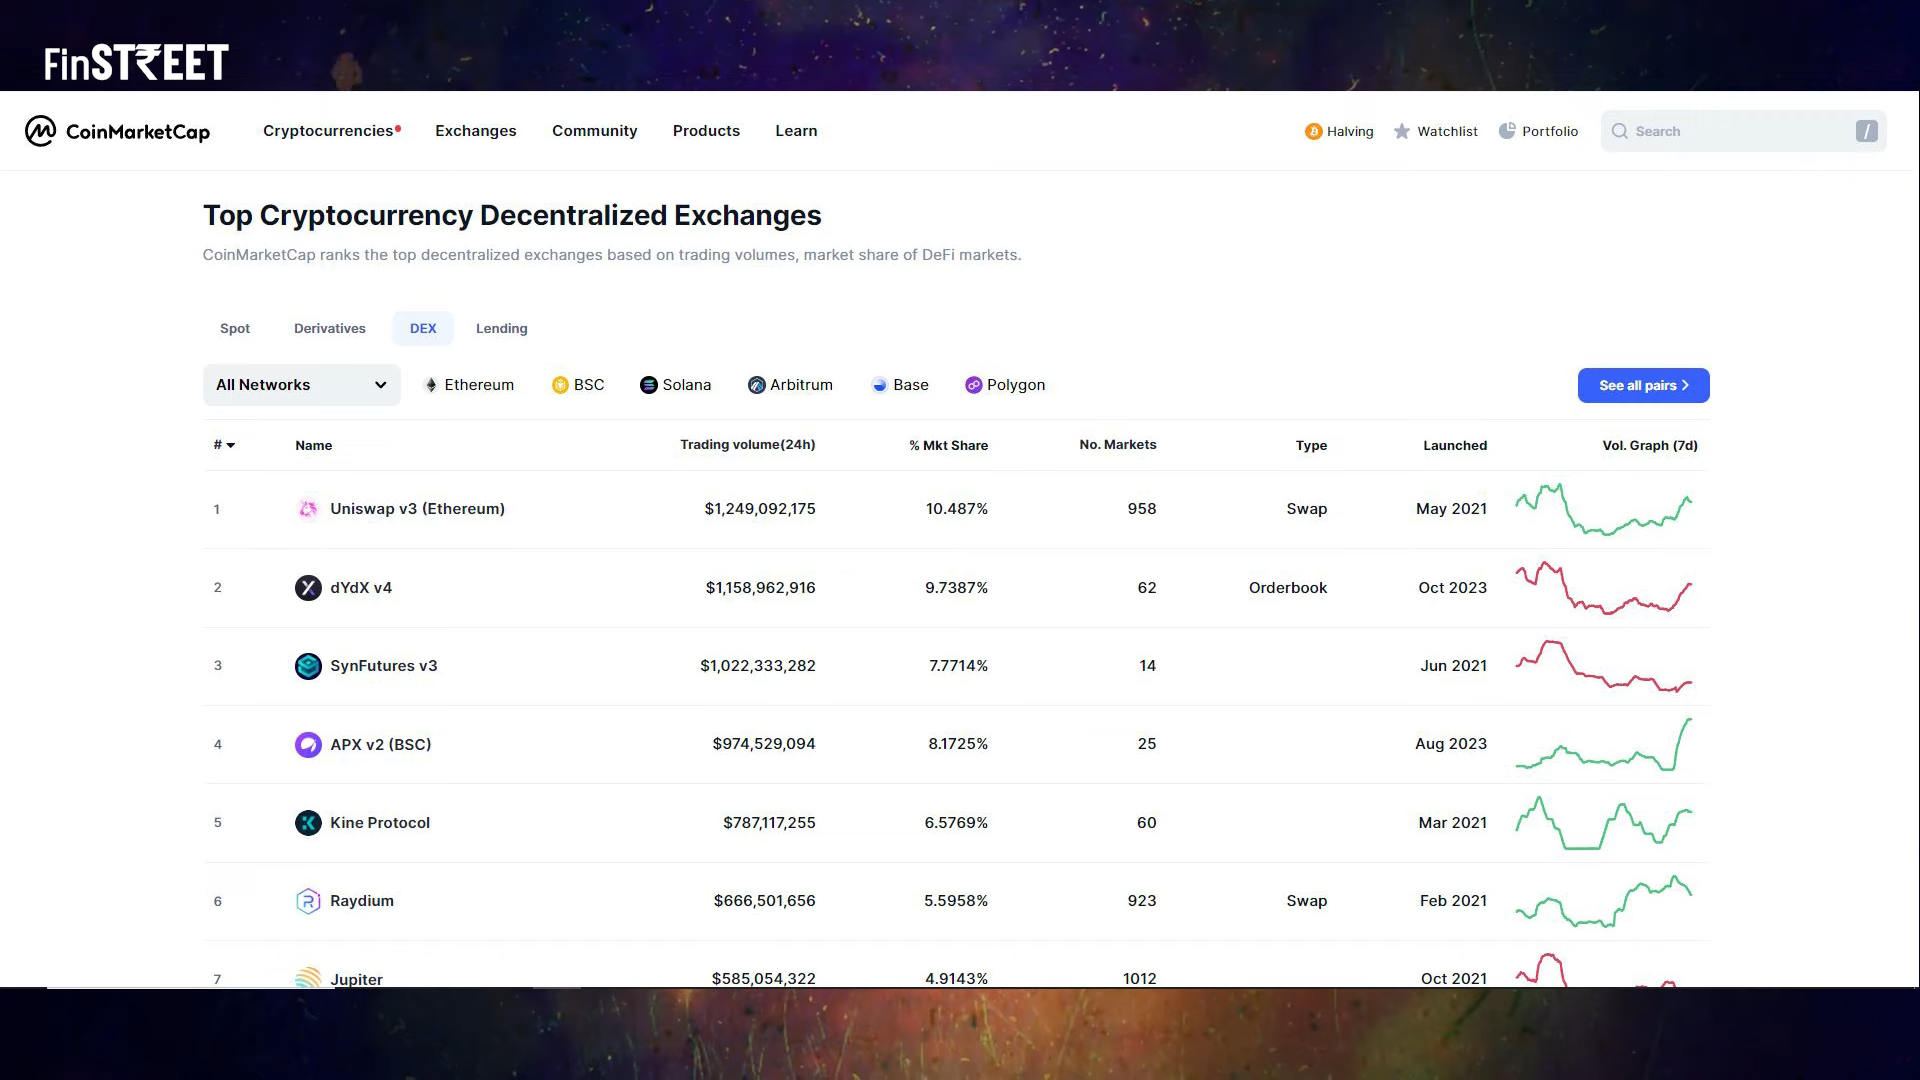 FinSTREET
CoinMarketCap Cryptocurrencies Exchanges Community Products Learn Halving Watchlist Portfolio Search /
Top Cryptocurrency Decentralized Exchanges
CoinMarketCap ranks the top decentralized exchanges based on trading volumes, market share of DeFi markets.
Spot Derivatives DEX Lending
All Networks Ethereum BSC Solana Arbitrum Base Polygon See all pairs
# Name Trading volume(24h) % Mkt Share No. Markets Type Launched Vol. Graph (7d)
1 Uniswap v3 (Ethereum) $1,249,092,175 10.487% 958 Swap May 2021
2 dYdX v4 $1,158,962,916 9.7387% 62 Orderbook Oct 2023
3 SynFutures v3 $1,022,333,282 7.7714% 14 Jun 2021
4 APX v2 (BSC) $974,529,094 8.1725% 25 Aug 2023
5 Kine Protocol $787,117,255 6.5769% 60 Mar 2021
6 Raydium $666,501,656 5.5958% 923 Swap Feb 2021
7 Jupiter $585,054,322 4.9143% 1012 Oct 2021